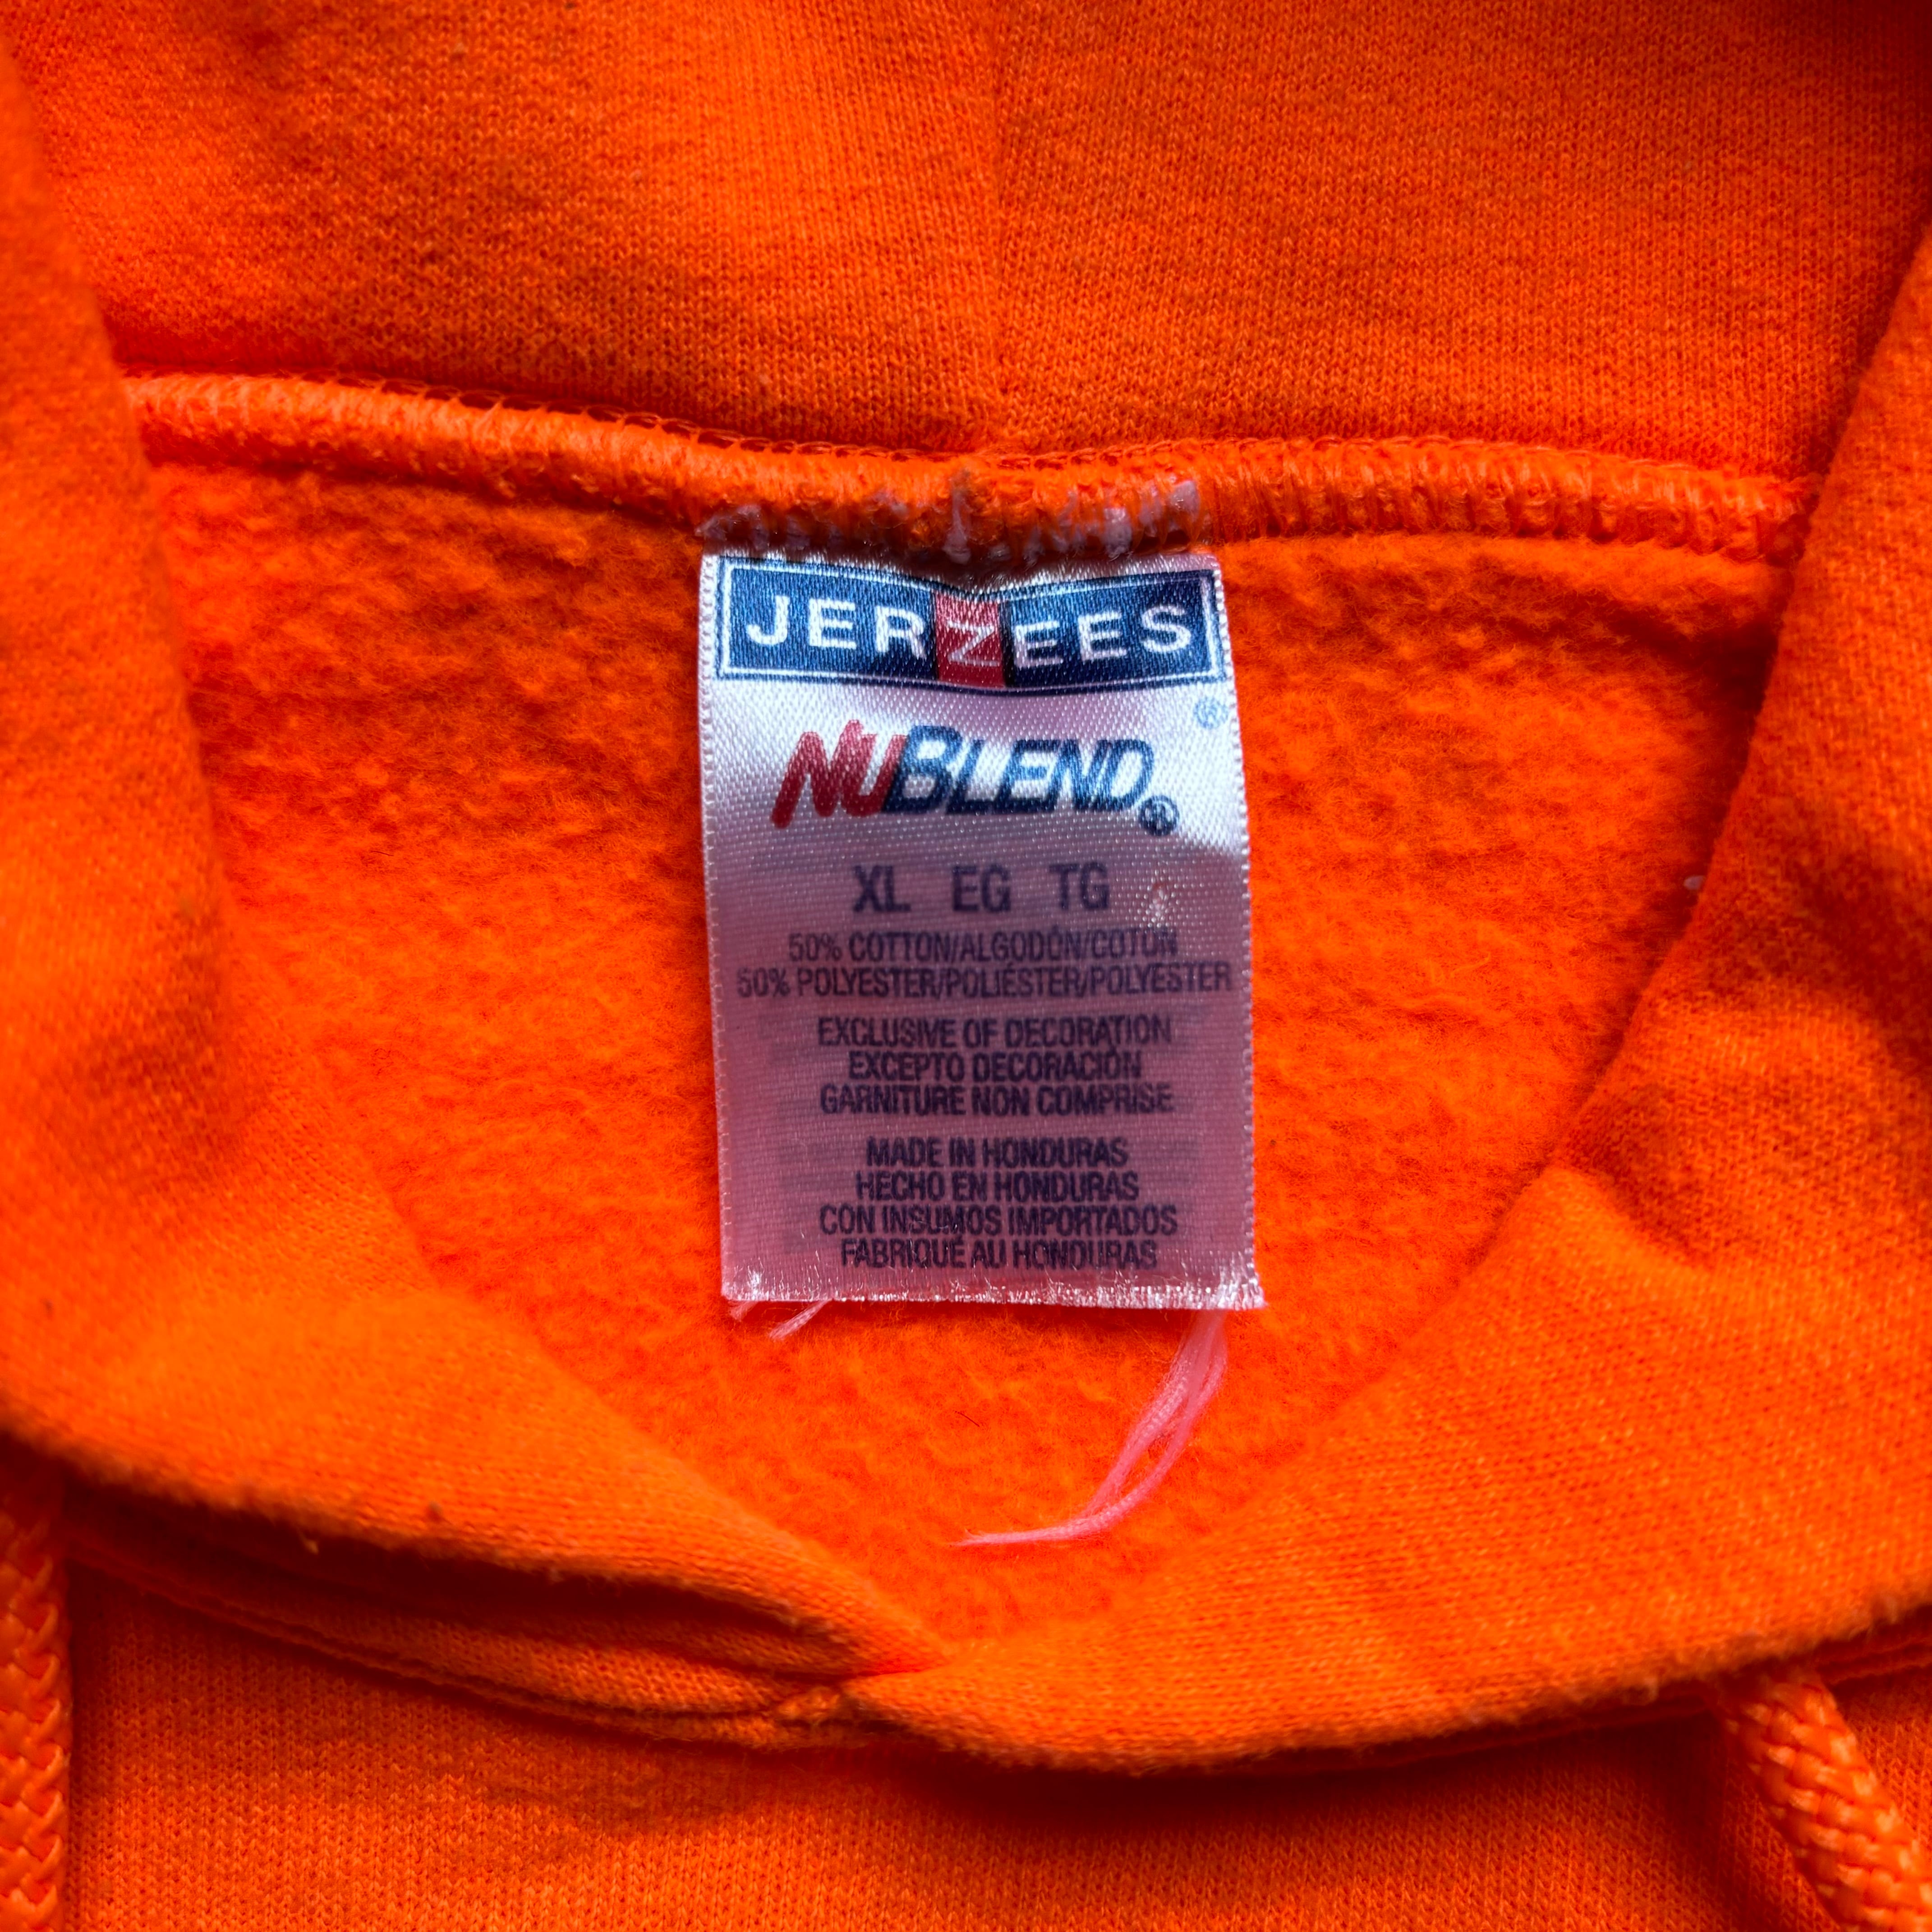 JERZEES
®
NUBLEND®
XL EG TG
50% COTTON/ALGODÓN/COTON
50% POLYESTER/POLIÉSTER/POLYESTER
EXCLUSIVE OF DECORATION
EXCEPTO DECORACIÓN
GARNITURE NON COMPRISE
MADE IN HONDURAS
HECHO EN HONDURAS
CON INSUMOS IMPORTADOS
FABRIQUÉ AU HONDURAS